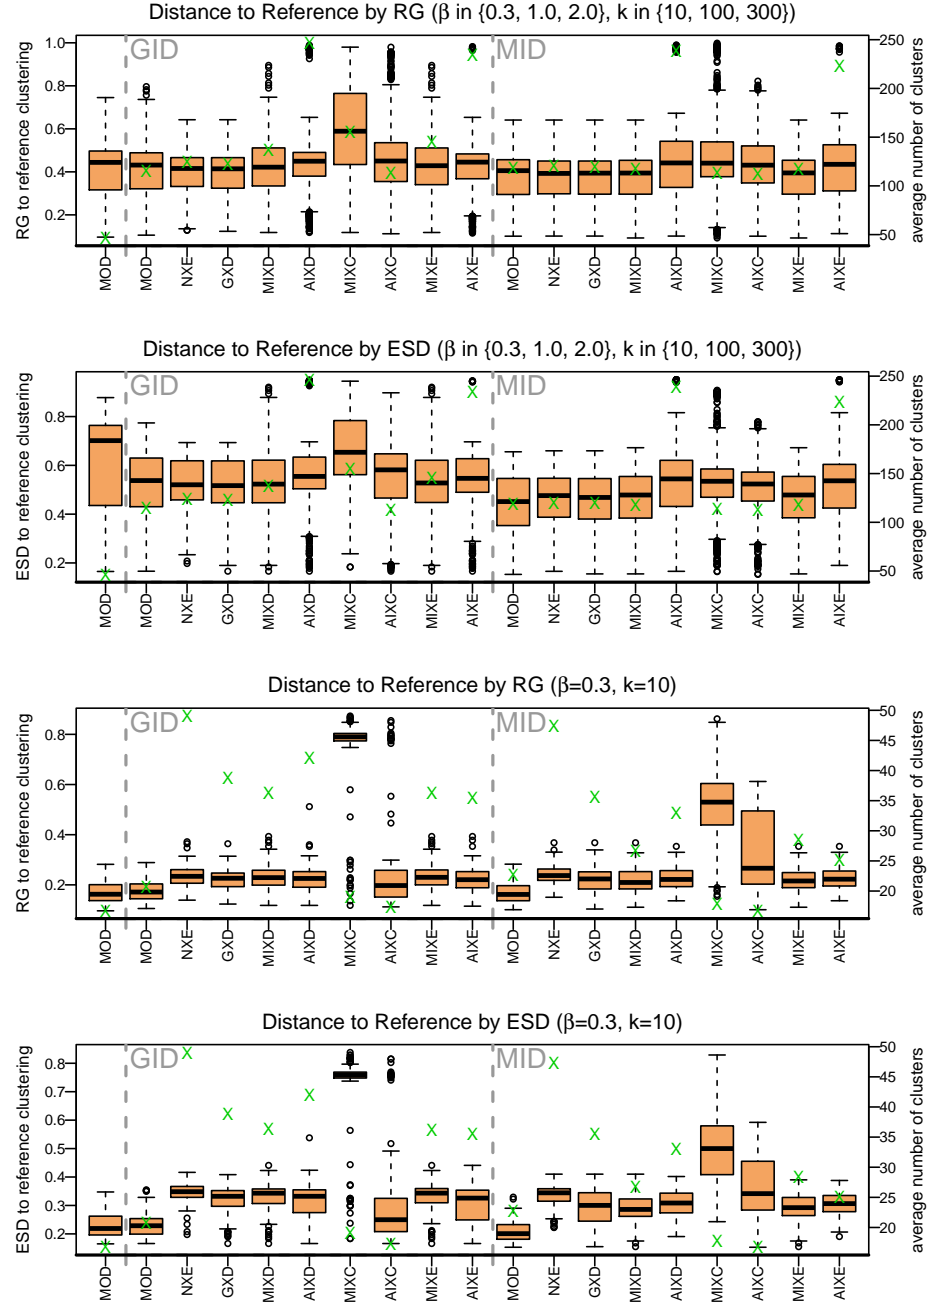 Distance to Reference by RG (β in {0.3, 1.0, 2.0}, k in {10, 100, 300})
GID MID
RG to reference clustering
0.2 0.4 0.6 0.8 1.0
average number of clusters
50 100 150 200 250
MOD MOD NXE GXD MIXD AIXD MIXC AIXC MIXE AIXE MOD NXE GXD MIXD AIXD MIXC AIXC MIXE AIXE
Distance to Reference by ESD (β in {0.3, 1.0, 2.0}, k in {10, 100, 300})
GID MID
ESD to reference clustering
0.2 0.4 0.6 0.8
average number of clusters
50 100 150 200 250
MOD MOD NXE GXD MIXD AIXD MIXC AIXC MIXE AIXE MOD NXE GXD MIXD AIXD MIXC AIXC MIXE AIXE
Distance to Reference by RG (β=0.3, k=10)
GID MID
RG to reference clustering
0.2 0.4 0.6 0.8
average number of clusters
20 25 30 35 40 45 50
MOD MOD NXE GXD MIXD AIXD MIXC AIXC MIXE AIXE MOD NXE GXD MIXD AIXD MIXC AIXC MIXE AIXE
Distance to Reference by ESD (β=0.3, k=10)
GID MID
ESD to reference clustering
0.2 0.3 0.4 0.5 0.6 0.7 0.8
average number of clusters
20 25 30 35 40 45 50
MOD MOD NXE GXD MIXD AIXD MIXC AIXC MIXE AIXE MOD NXE GXD MIXD AIXD MIXC AIXC MIXE AIXE